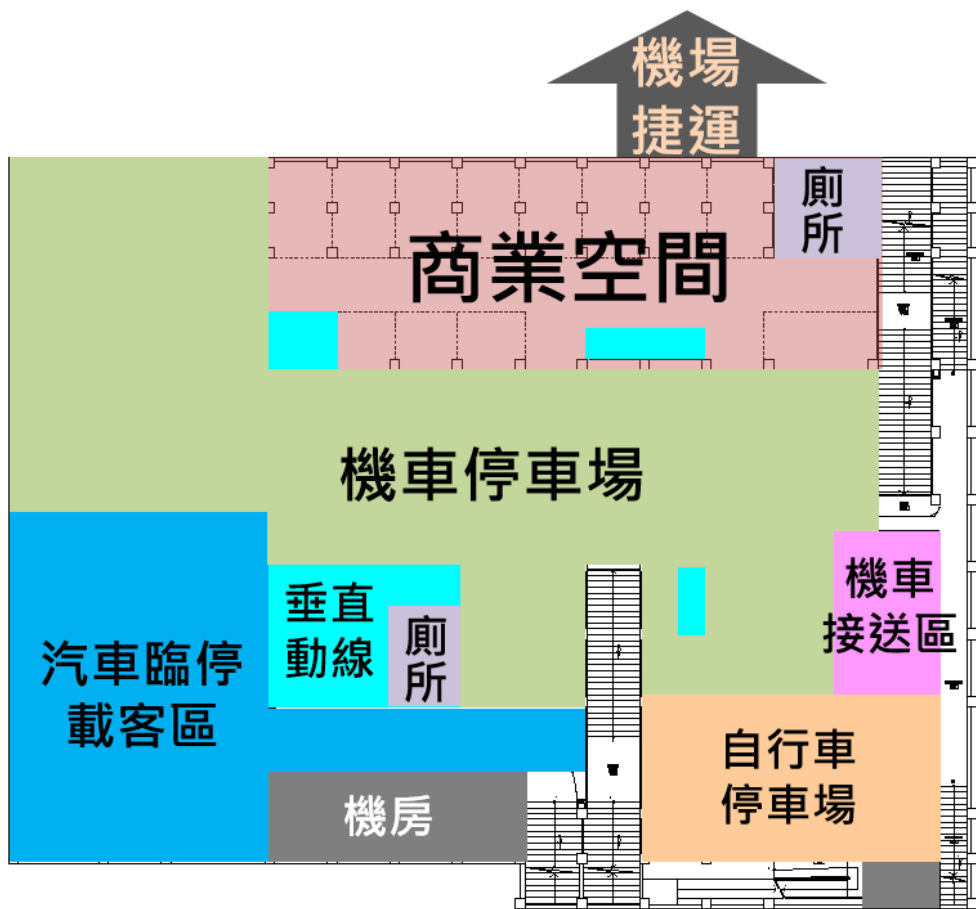 機場
捷運
廁
所
商業空間
機車停車場
機車
接送區
垂直
動線
廁
所
汽車臨停
載客區
自行車
停車場
機房